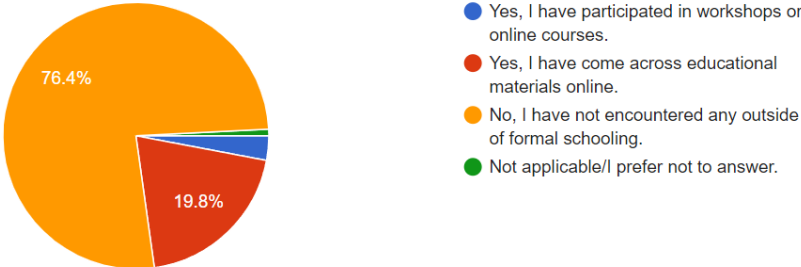 76.4%
19.8%
Yes, I have participated in workshops or
online courses.
Yes, I have come across educational
materials online.
No, I have not encountered any outside
of formal schooling.
Not applicable/I prefer not to answer.